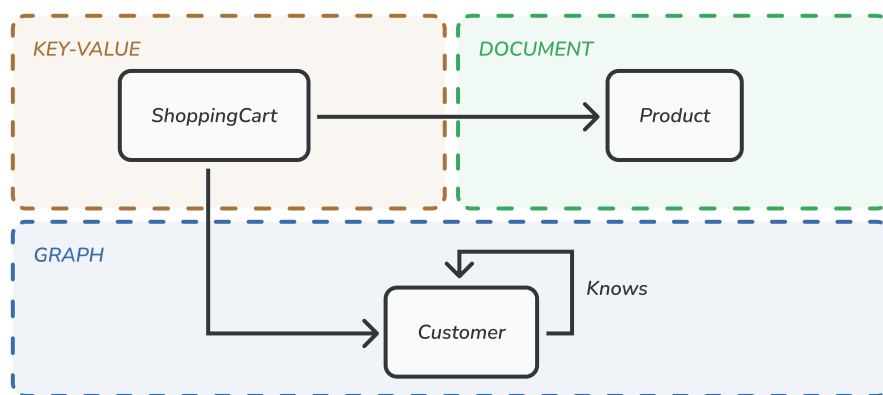 KEY-VALUE
DOCUMENT
ShoppingCart
Product
GRAPH
Knows
Customer